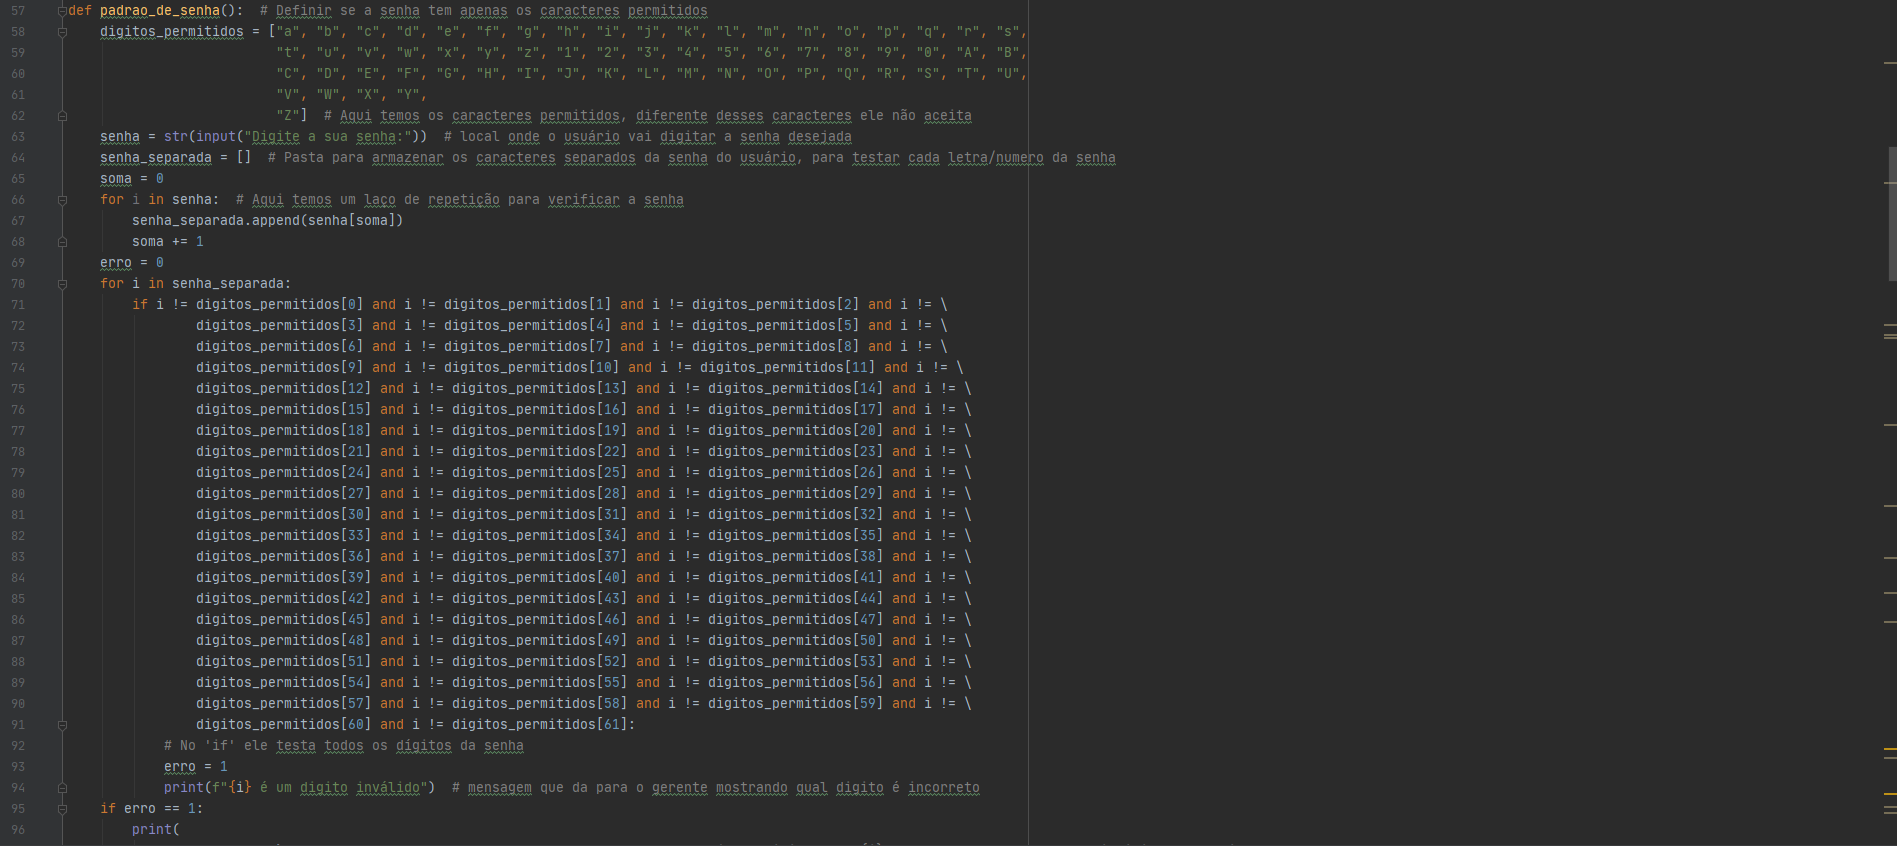 57 def padrao_de_senha():  # Definir se a senha tem apenas os caracteres permitidos
58     digitos_permitidos = ["a", "b", "c", "d", "e", "f", "g", "h", "i", "j", "k", "l", "m", "n", "o", "p", "q", "r", "s",
59                           "t", "u", "v", "w", "x", "y", "z", "1", "2", "3", "4", "5", "6", "7", "8", "9", "0", "A", "B",
60                           "C", "D", "E", "F", "G", "H", "I", "J", "K", "L", "M", "N", "O", "P", "Q", "R", "S", "T", "U",
61                           "V", "W", "X", "Y",
62                           "Z"]  # Aqui temos os caracteres permitidos, diferente desses caracteres ele não aceita
63     senha = str(input("Digite a sua senha:"))  # local onde o usuário vai digitar a senha desejada
64     senha_separada = []  # Pasta para armazenar os caracteres separados da senha do usuário, para testar cada letra/numero da senha
65     soma = 0
66     for i in senha:  # Aqui temos um laço de repetição para verificar a senha
67         senha_separada.append(senha[soma])
68         soma += 1
69     erro = 0
70     for i in senha_separada:
71         if i != digitos_permitidos[0] and i != digitos_permitidos[1] and i != digitos_permitidos[2] and i != \
72                 digitos_permitidos[3] and i != digitos_permitidos[4] and i != digitos_permitidos[5] and i != \
73                 digitos_permitidos[6] and i != digitos_permitidos[7] and i != digitos_permitidos[8] and i != \
74                 digitos_permitidos[9] and i != digitos_permitidos[10] and i != digitos_permitidos[11] and i != \
75                 digitos_permitidos[12] and i != digitos_permitidos[13] and i != digitos_permitidos[14] and i != \
76                 digitos_permitidos[15] and i != digitos_permitidos[16] and i != digitos_permitidos[17] and i != \
77                 digitos_permitidos[18] and i != digitos_permitidos[19] and i != digitos_permitidos[20] and i != \
78                 digitos_permitidos[21] and i != digitos_permitidos[22] and i != digitos_permitidos[23] and i != \
79                 digitos_permitidos[24] and i != digitos_permitidos[25] and i != digitos_permitidos[26] and i != \
80                 digitos_permitidos[27] and i != digitos_permitidos[28] and i != digitos_permitidos[29] and i != \
81                 digitos_permitidos[30] and i != digitos_permitidos[31] and i != digitos_permitidos[32] and i != \
82                 digitos_permitidos[33] and i != digitos_permitidos[34] and i != digitos_permitidos[35] and i != \
83                 digitos_permitidos[36] and i != digitos_permitidos[37] and i != digitos_permitidos[38] and i != \
84                 digitos_permitidos[39] and i != digitos_permitidos[40] and i != digitos_permitidos[41] and i != \
85                 digitos_permitidos[42] and i != digitos_permitidos[43] and i != digitos_permitidos[44] and i != \
86                 digitos_permitidos[45] and i != digitos_permitidos[46] and i != digitos_permitidos[47] and i != \
87                 digitos_permitidos[48] and i != digitos_permitidos[49] and i != digitos_permitidos[50] and i != \
88                 digitos_permitidos[51] and i != digitos_permitidos[52] and i != digitos_permitidos[53] and i != \
89                 digitos_permitidos[54] and i != digitos_permitidos[55] and i != digitos_permitidos[56] and i != \
90                 digitos_permitidos[57] and i != digitos_permitidos[58] and i != digitos_permitidos[59] and i != \
91                 digitos_permitidos[60] and i != digitos_permitidos[61]:
92             # No 'if' ele testa todos os dígitos da senha
93             erro = 1
94             print(f"{i} é um digito inválido")  # mensagem que da para o gerente mostrando qual digito é incorreto
95     if erro == 1:
96         print(